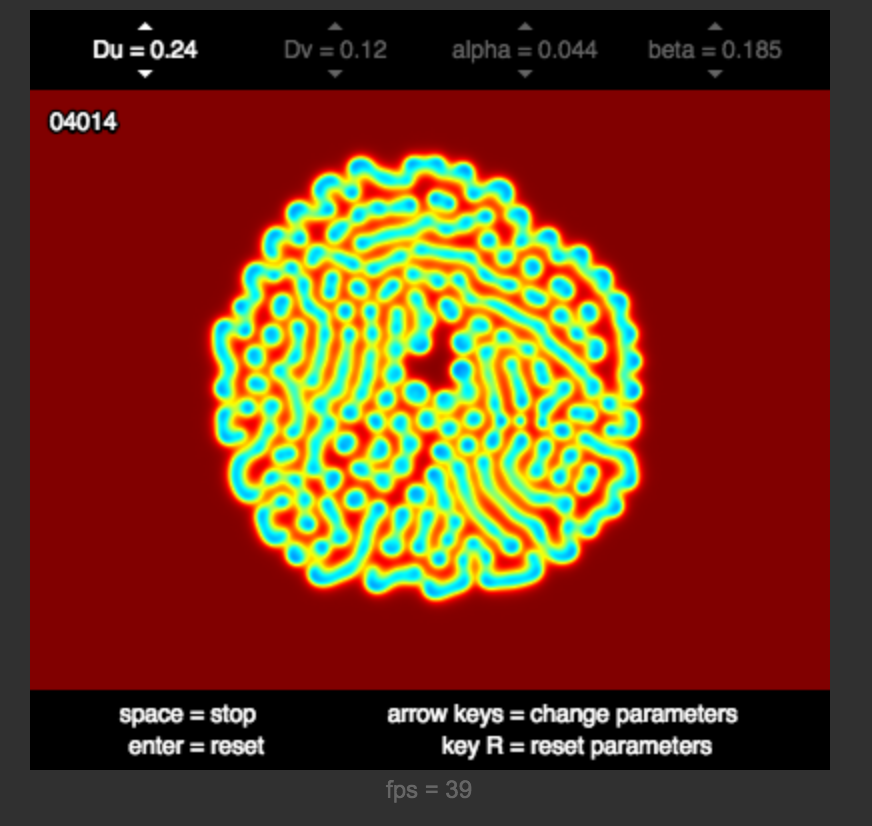 Du = 0.24 Dv = 0.12 alpha = 0.044 beta = 0.185
04014
space = stop arrow keys = change parameters
enter = reset key R = reset parameters
fps = 39